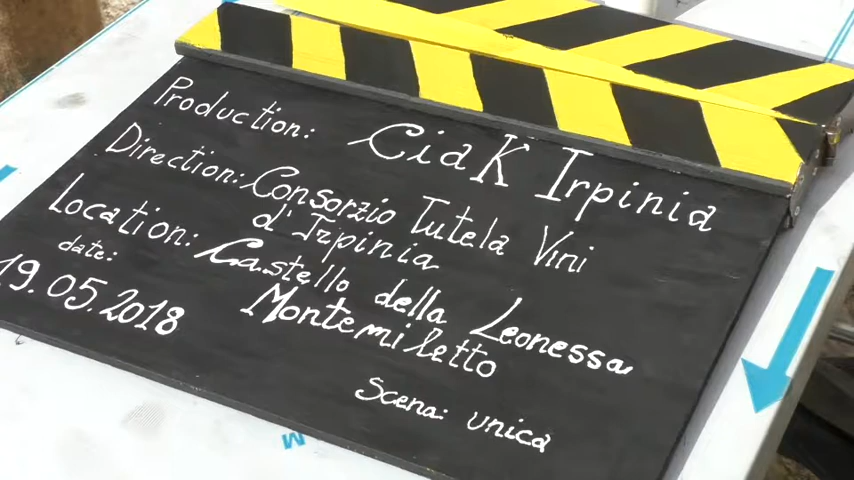 Production: Ciak Irpinia
Direction: Consorzio Tutela Vini
d'Irpinia
Location: Castello della Leonessa
Montemiletto
date:
19.05.2018
Scena: unica
M